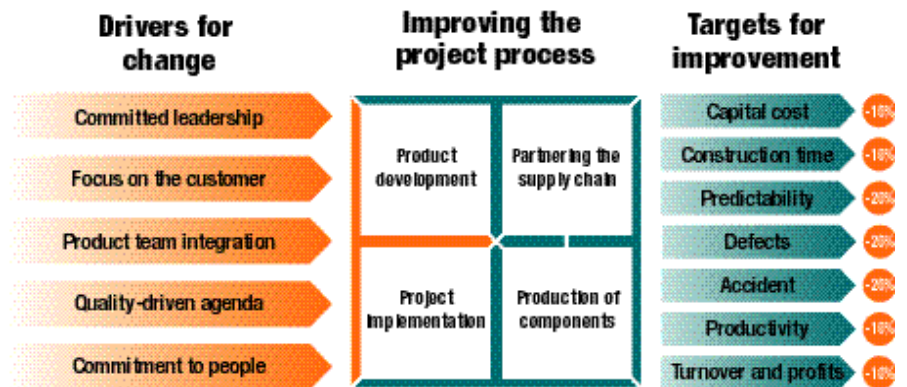 Drivers for
change
Committed leadership
Focus on the customer
Product team integration
Quality-driven agenda
Commitment to people
Improving the
project process
Product
development
Partnering the
supply chain
Project
implementation
Production of
components
Targets for
improvement
Capital cost -10%
Construction time -10%
Predictability -20%
Defects -20%
Accident -20%
Productivity -10%
Turnover and profits -10%